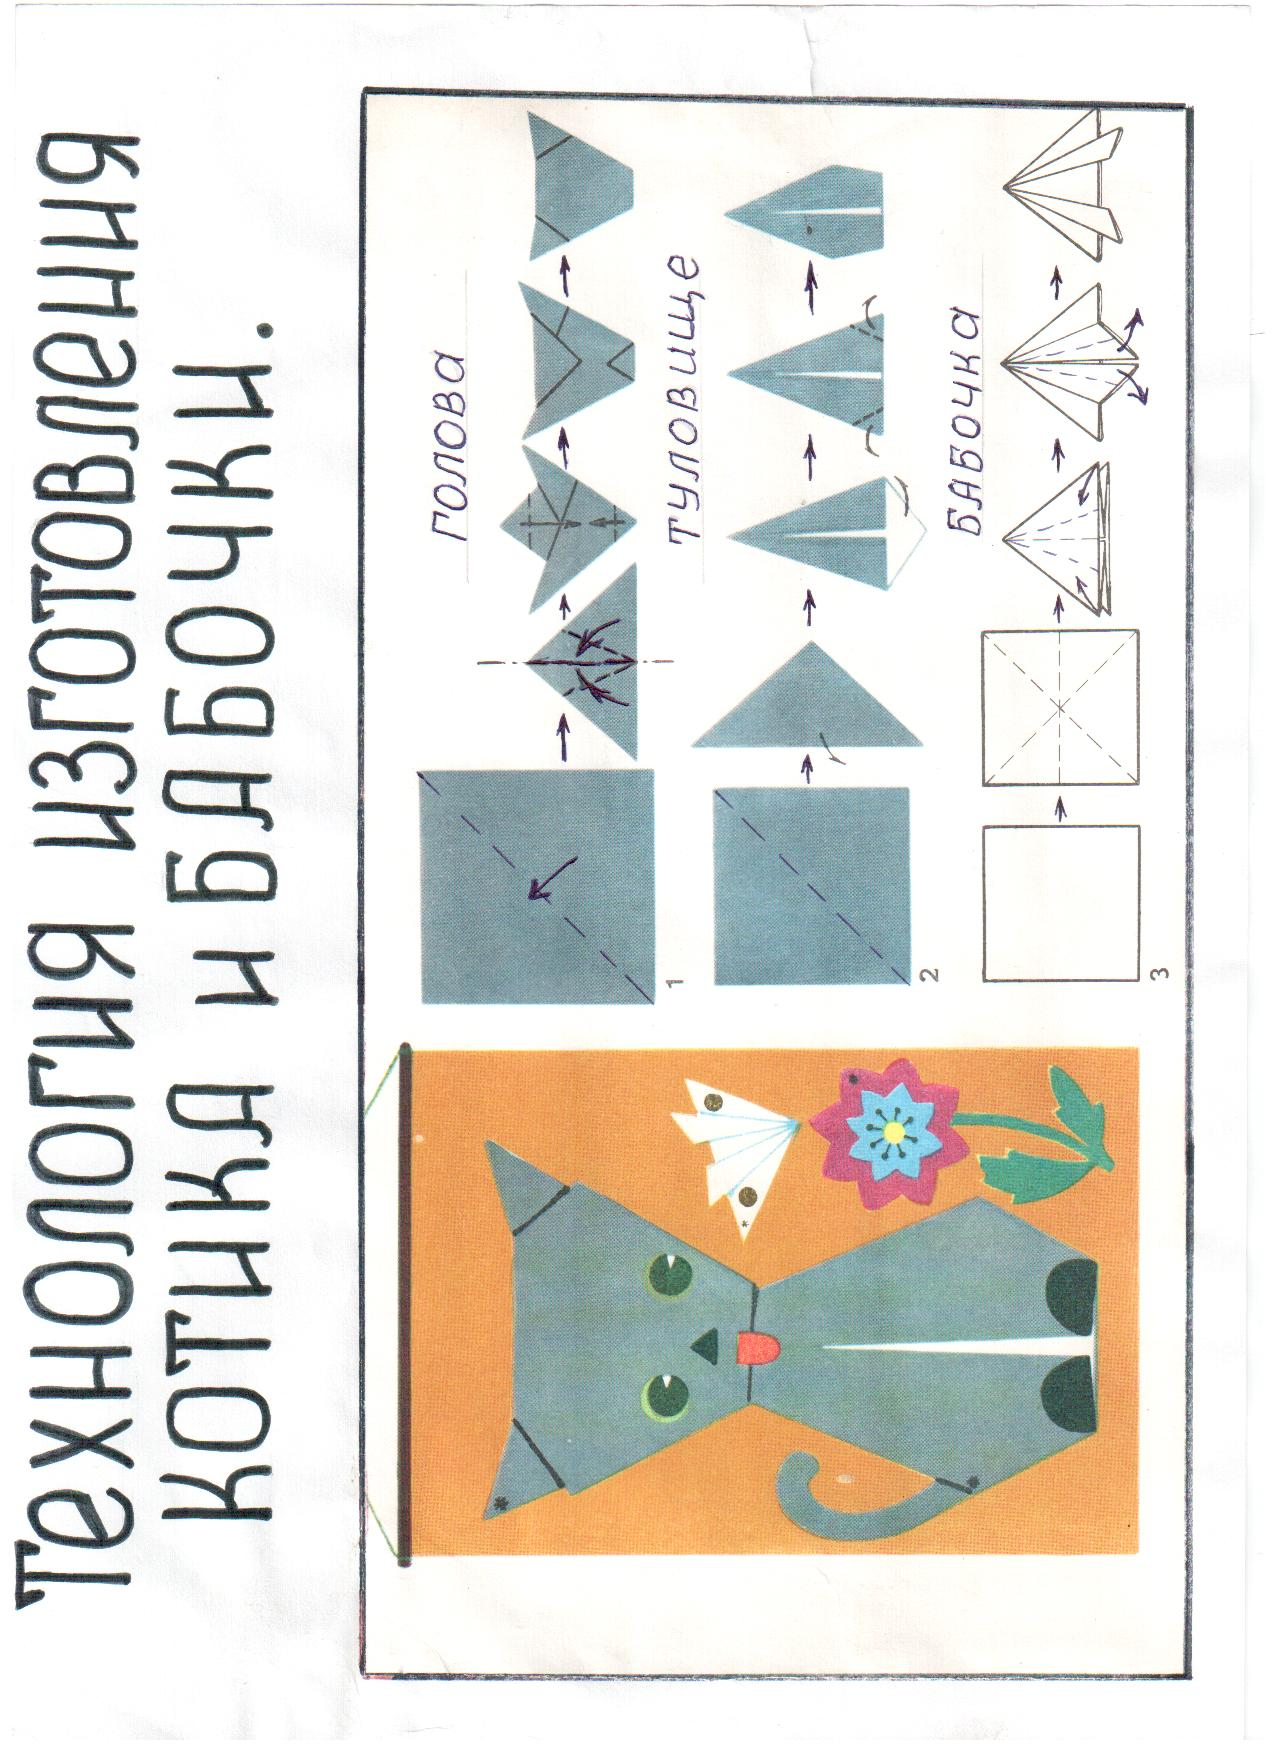 Технология изготовления
котика и бабочки.
ГОЛОВА
1
ТУЛОВИЩЕ
2
БАБОЧКА
3